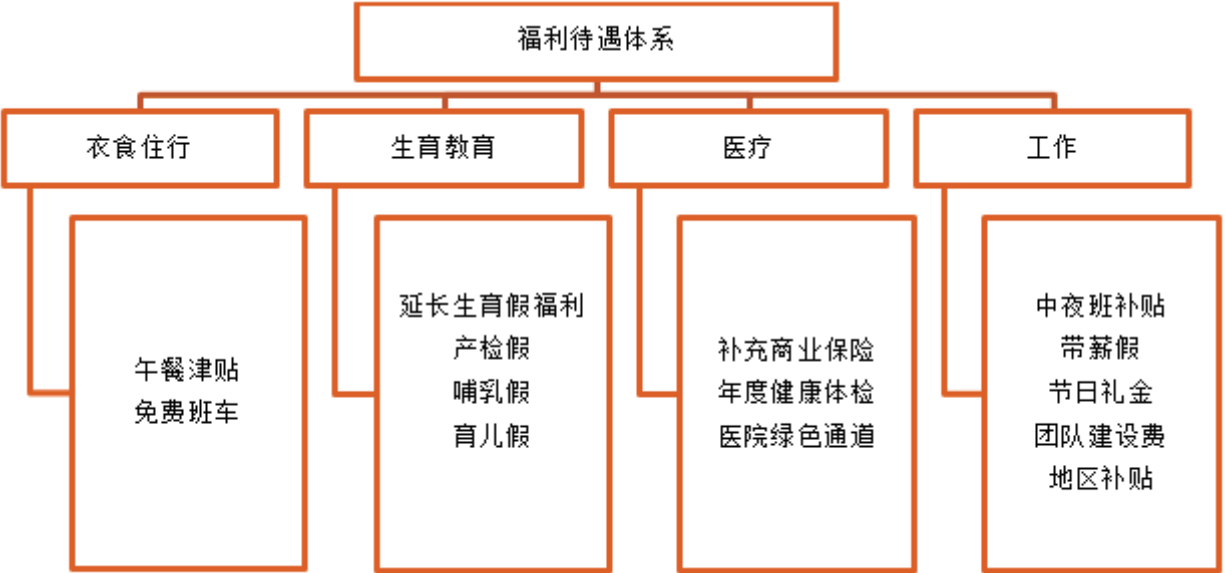 福利待遇体系
衣食住行
生育教育
医疗
工作
午餐津贴
免费班车
延长生育假福利
产检假
哺乳假
育儿假
补充商业保险
年度健康体检
医院绿色通道
中夜班补贴
带薪假
节日礼金
团队建设费
地区补贴